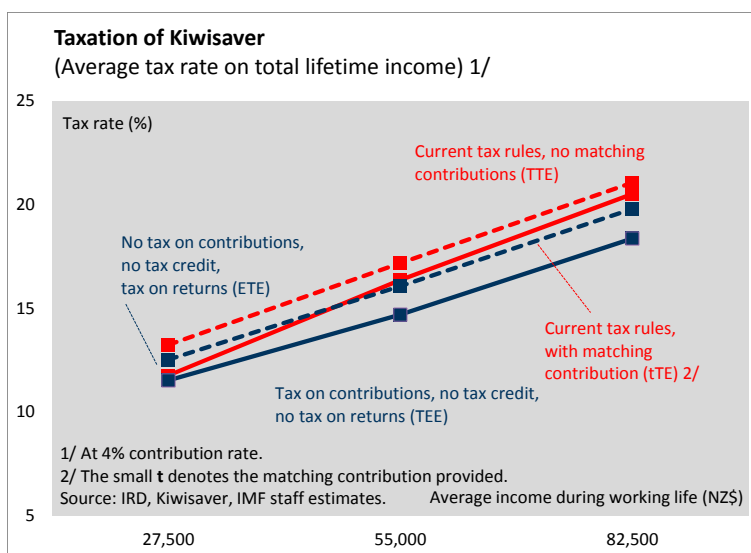 Taxation of Kiwisaver
(Average tax rate on total lifetime income) 1/
25
Tax rate (%)
Current tax rules, no matching
contributions (TTE)
20
No tax on contributions,
no tax credit,
tax on returns (ETE)
15
Current tax rules,
with matching
contribution (tTE) 2/
Tax on contributions, no tax credit,
no tax on returns (TEE)
10
1/ At 4% contribution rate.
2/ The small t denotes the matching contribution provided.
Source: IRD, Kiwisaver, IMF staff estimates.
Average income during working life (NZ$)
5
27,500
55,000
82,500